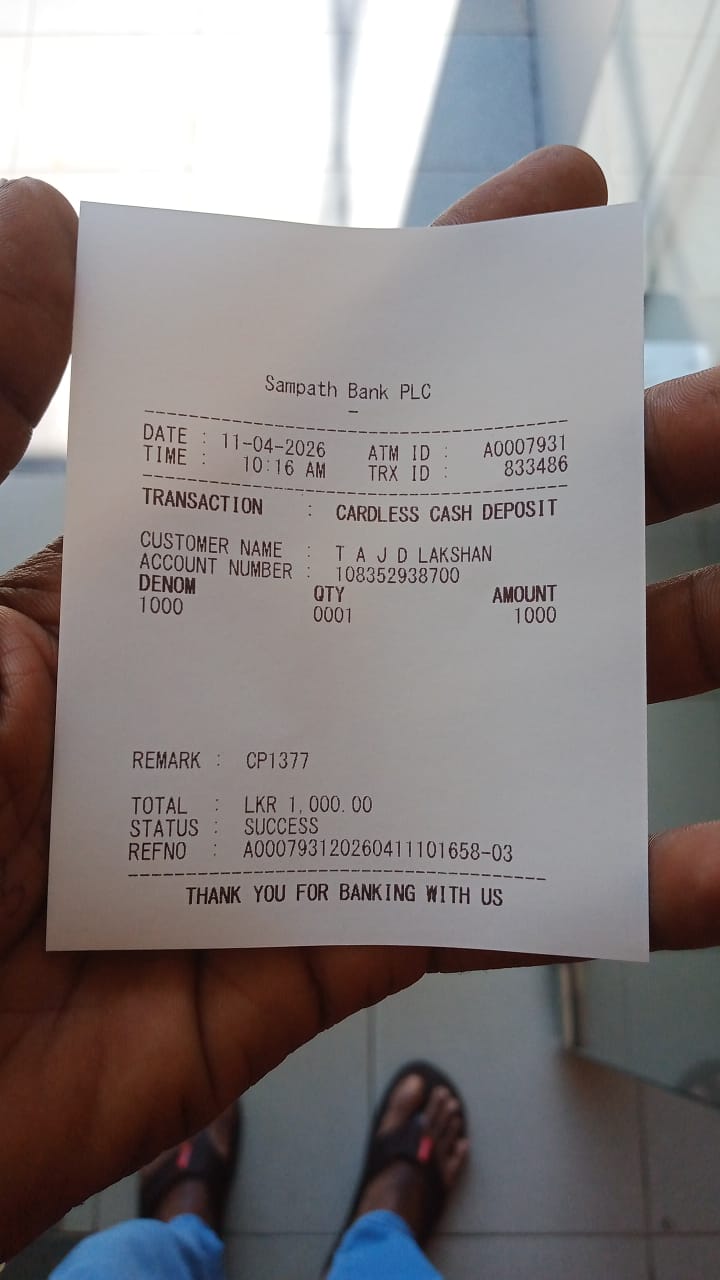 Sampath Bank PLC
DATE : 11-04-2026 ATM ID : A0007931
TIME : 10:16 AM TRX ID : 833486
TRANSACTION : CARDLESS CASH DEPOSIT
CUSTOMER NAME : T A J D LAKSHAN
ACCOUNT NUMBER : 108352938700
DENOM QTY AMOUNT
1000 0001 1000
REMARK : CP1377
TOTAL : LKR 1,000.00
STATUS : SUCCESS
REFNO : A000793120260411101658-03
THANK YOU FOR BANKING WITH US